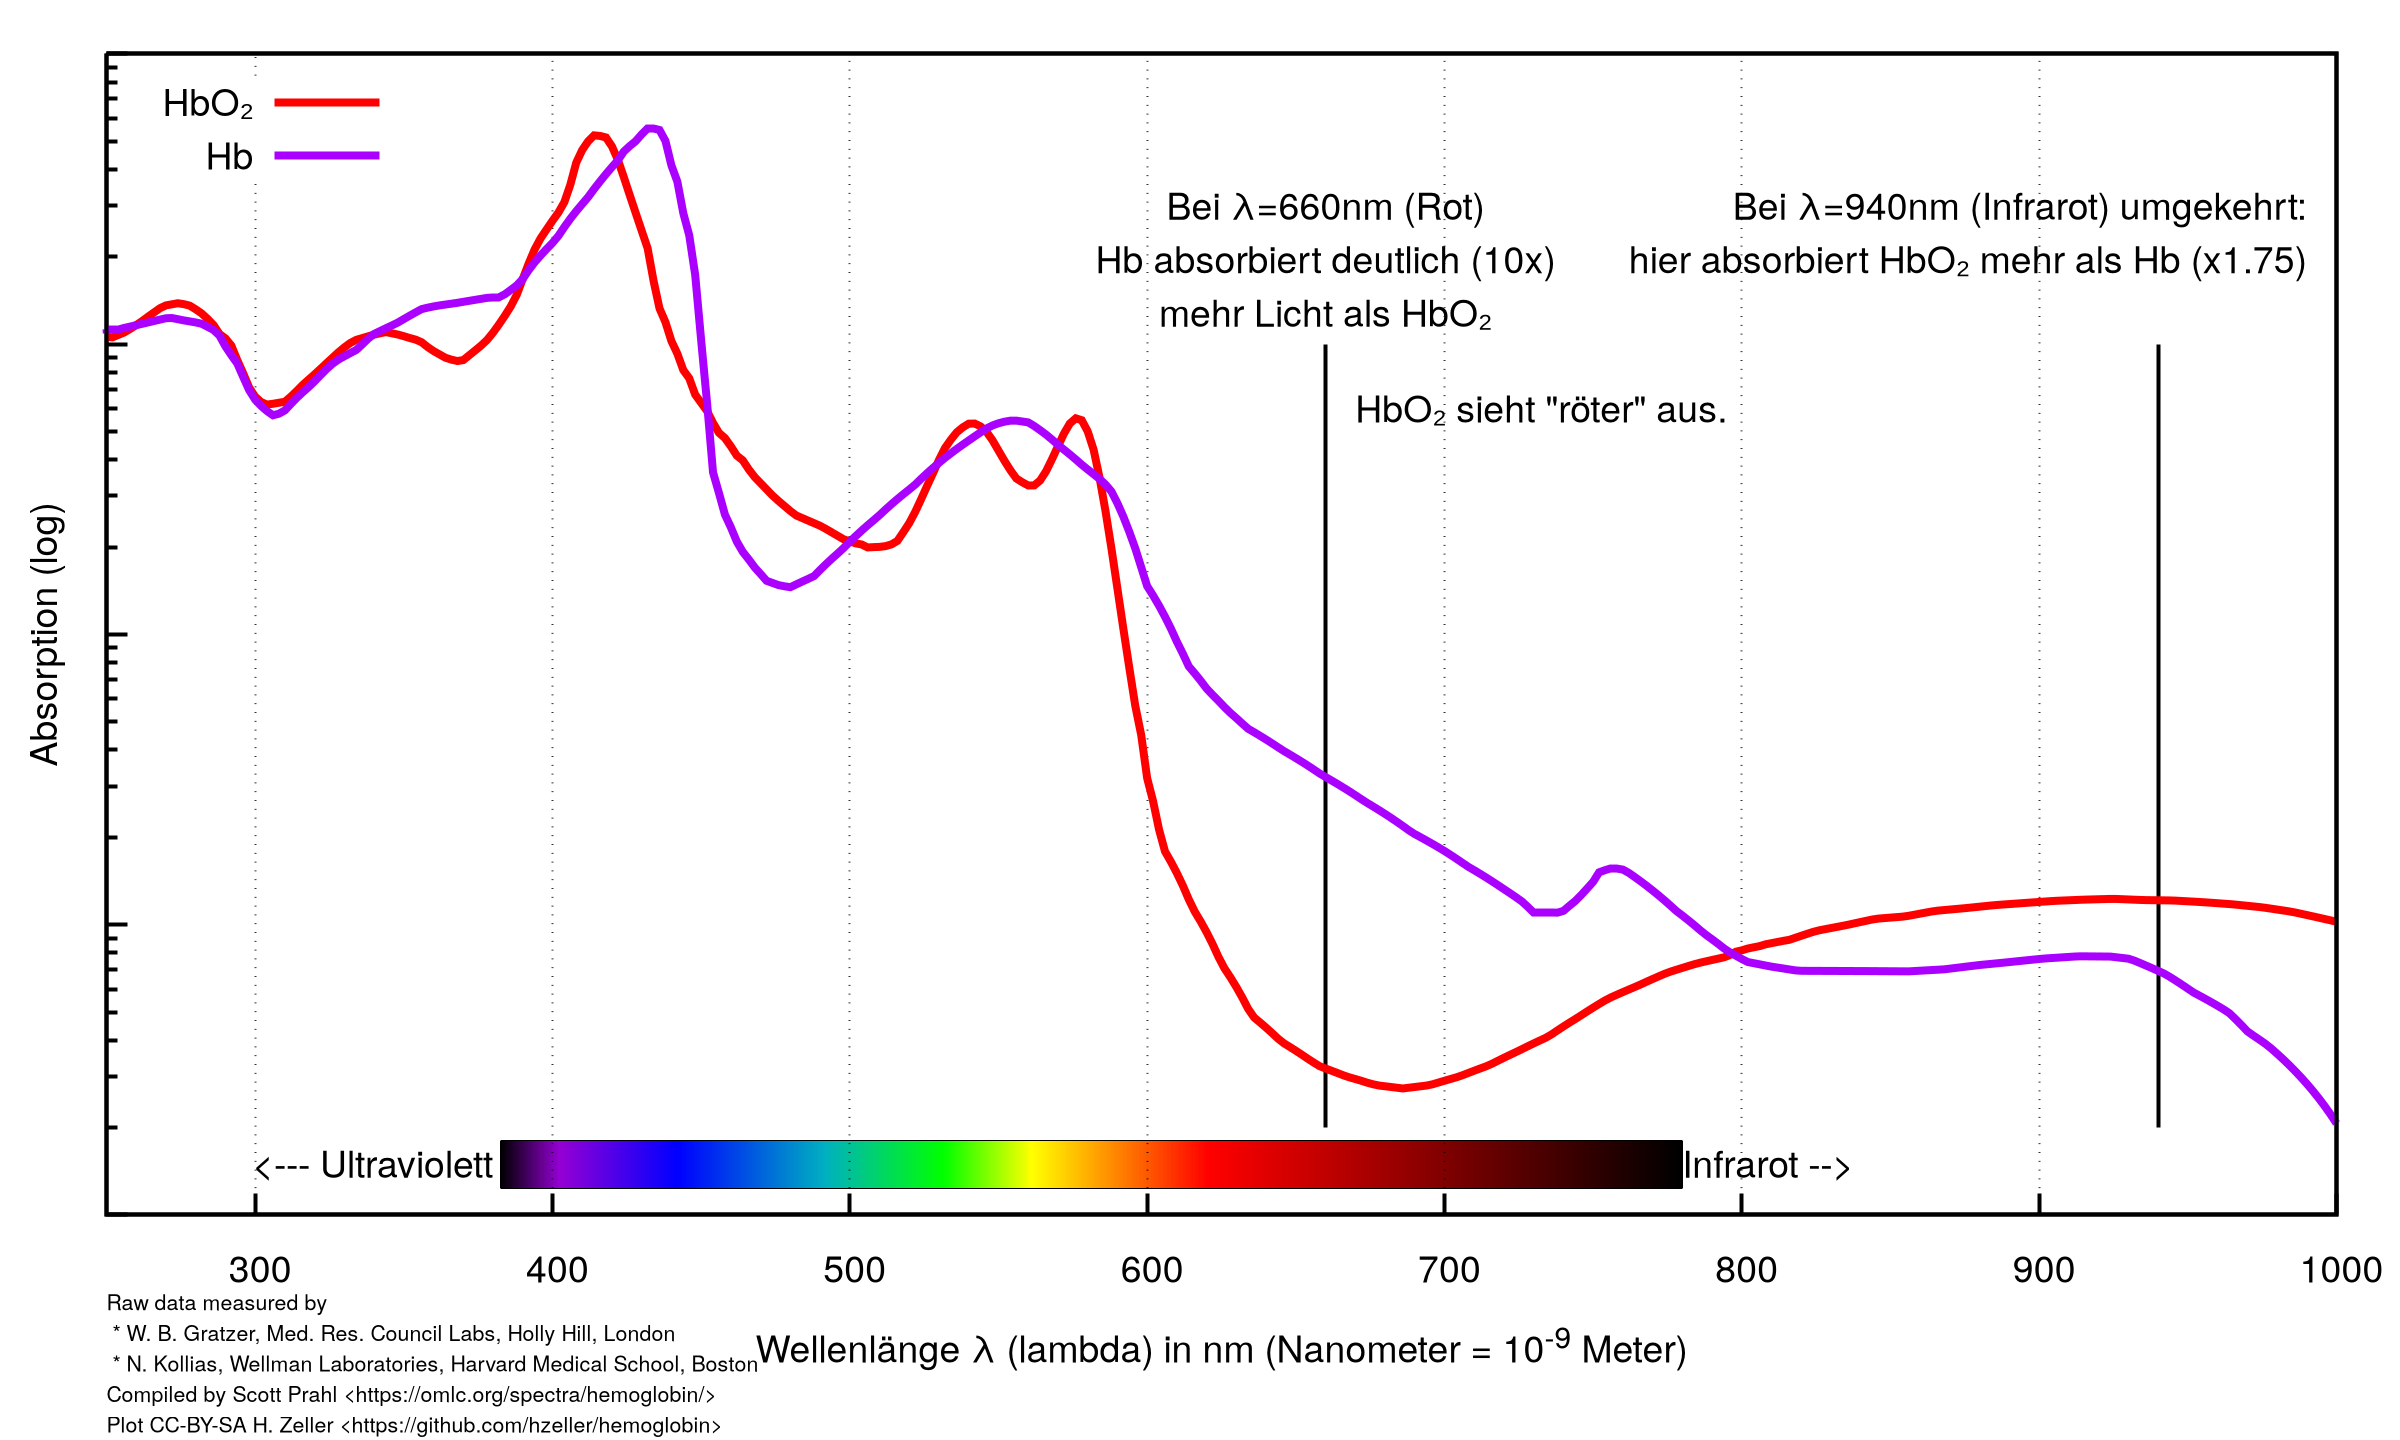 HbO₂
Hb
Bei λ=660nm (Rot)
Hb absorbiert deutlich (10x)
mehr Licht als HbO₂
Bei λ=940nm (Infrarot) umgekehrt:
hier absorbiert HbO₂ mehr als Hb (x1.75)
HbO₂ sieht "röter" aus.
Absorption (log)
<--- Ultraviolett
Infrarot -->
300 400 500 600 700 800 900 1000
Wellenlänge λ (lambda) in nm (Nanometer = 10⁻⁹ Meter)
Raw data measured by
* W. B. Gratzer, Med. Res. Council Labs, Holly Hill, London
* N. Kollias, Wellman Laboratories, Harvard Medical School, Boston
Compiled by Scott Prahl <https://omlc.org/spectra/hemoglobin/>
Plot CC-BY-SA H. Zeller <https://github.com/hzeller/hemoglobin>